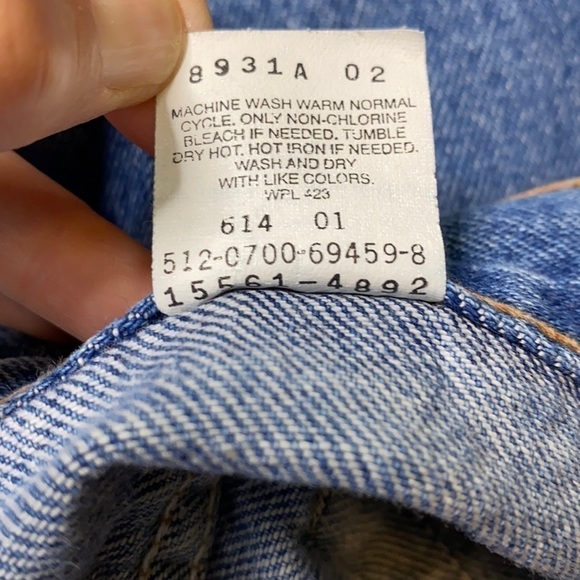 8931A 02
MACHINE WASH WARM NORMAL
CYCLE. ONLY NON-CHLORINE
BLEACH IF NEEDED. TUMBLE
DRY HOT. HOT IRON IF NEEDED.
WASH AND DRY
WITH LIKE COLORS.
WPL 423
614 01
512-0700-69459-8
15561-4892